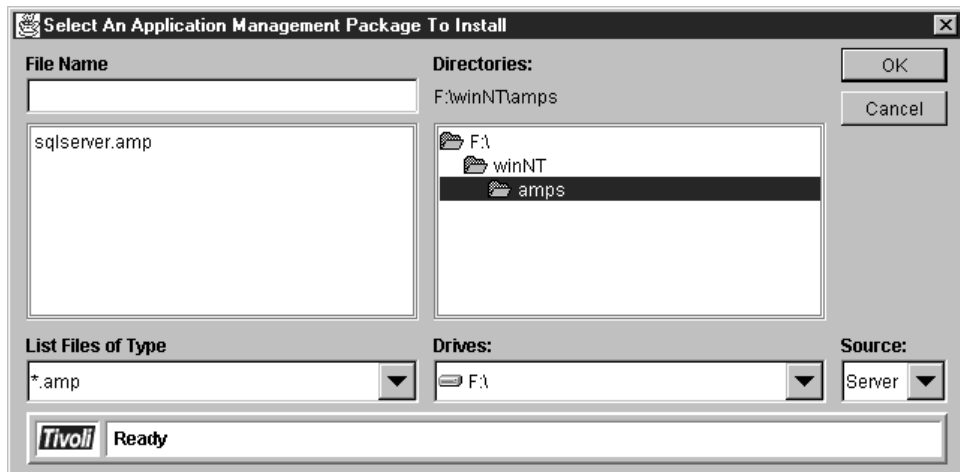 Select An Application Management Package To Install
File Name
Directories:
OK
F:\winNT\amps
Cancel
sqlserver.amp
F:\
winNT
amps
List Files of Type
Drives:
Source:
*.amp
F:\
Server
Tivoli
Ready